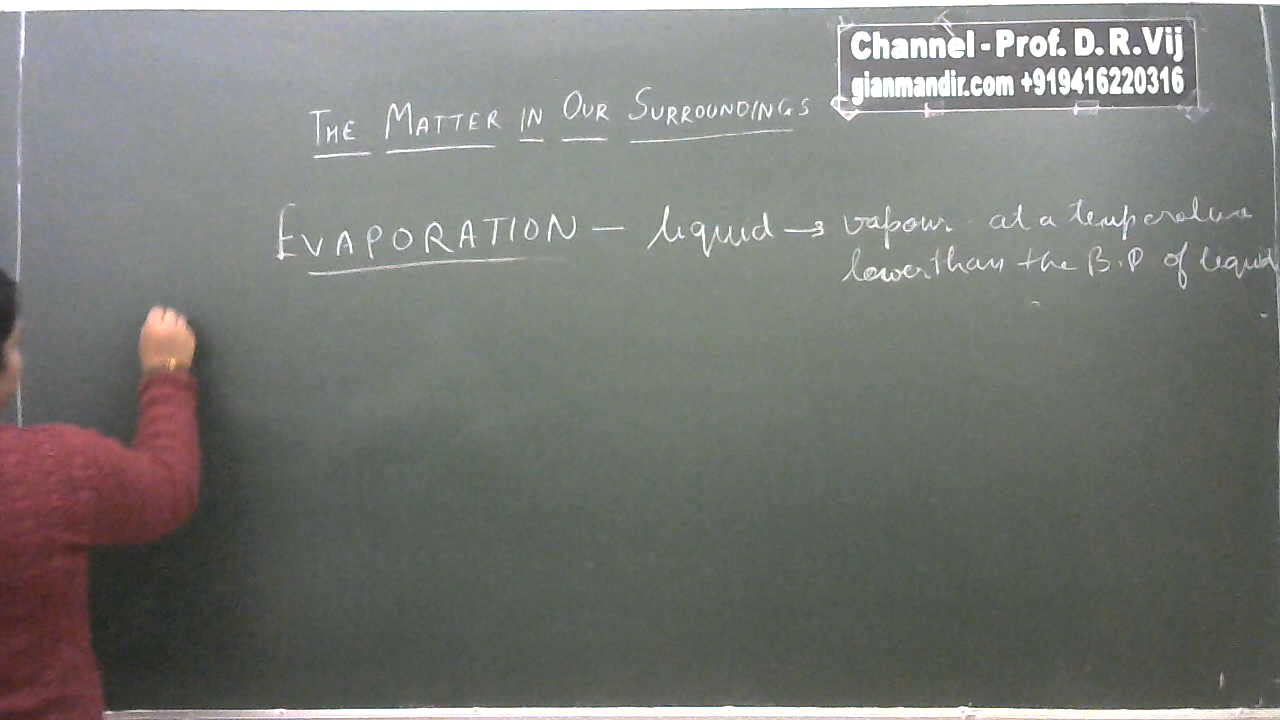 Channel - Prof. D. R. Vij
gianmandir.com +919416220316
THE MATTER IN OUR SURROUNDINGS
EVAPORATION — liquid → vapour at a temperature
lower than the B.P of liquid